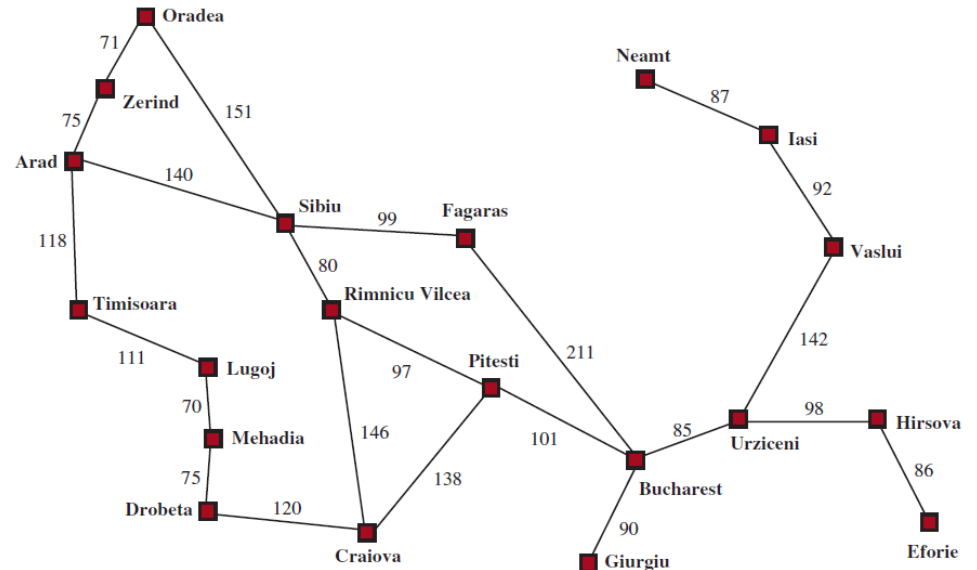 Oradea
71
Neamt
Zerind
87
151
75
Iasi
Arad
140
92
Sibiu
99
Fagaras
118
Vaslui
80
Timisoara
Rimnicu Vilcea
142
211
111
Lugoj
97
Pitesti
70
98
Hirsova
Mehadia
146
101
85
Urziceni
75
138
86
Bucharest
Drobeta
120
90
Craiova
Giurgiu
Eforie